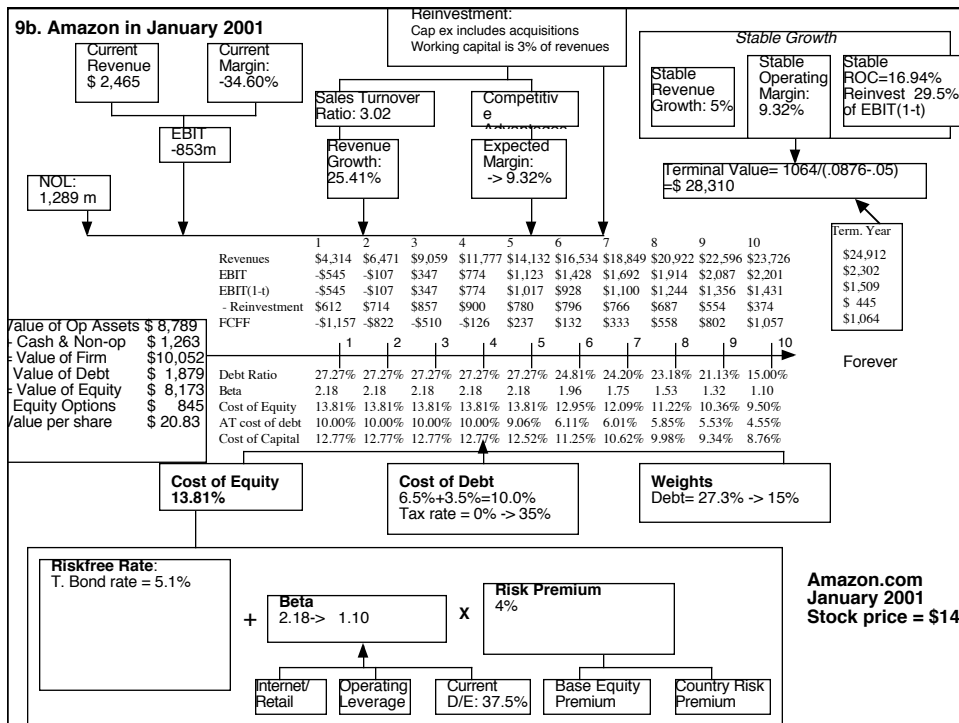 9b. Amazon in January 2001
Reinvestment:
Cap ex includes acquisitions
Working capital is 3% of revenues
Current
Revenue
$ 2,465
Current
Margin:
-34.60%
Stable Growth
Stable
Revenue
Growth: 5%
Stable
Operating
Margin:
9.32%
Stable
ROC=16.94%
Reinvest 29.5%
of EBIT(1-t)
Sales Turnover
Ratio: 3.02
Competitiv
e
Advantages
EBIT
-853m
Revenue
Growth:
25.41%
Expected
Margin:
-> 9.32%
NOL:
1,289 m
Terminal Value= 1064/(.0876-.05)
=$ 28,310
Term. Year
$24,912
$2,302
$1,509
$ 445
$1,064
Forever
1 2 3 4 5 6 7 8 9 10
Revenues $4,314 $6,471 $9,059 $11,777 $14,132 $16,534 $18,849 $20,922 $22,596 $23,726
EBIT -$545 -$107 $347 $774 $1,123 $1,428 $1,692 $1,914 $2,087 $2,201
EBIT(1-t) -$545 -$107 $347 $774 $1,017 $928 $1,100 $1,244 $1,356 $1,431
- Reinvestment $612 $714 $857 $900 $780 $796 $766 $687 $554 $374
FCFF -$1,157 -$822 -$510 -$126 $237 $132 $333 $558 $802 $1,057
1 2 3 4 5 6 7 8 9 10
Value of Op Assets $ 8,789
Cash & Non-op $ 1,263
= Value of Firm $10,052
Value of Debt $ 1,879
= Value of Equity $ 8,173
Equity Options $ 845
Value per share $ 20.83
Debt Ratio 27.27% 27.27% 27.27% 27.27% 27.27% 24.81% 24.20% 23.18% 21.13% 15.00%
Beta 2.18 2.18 2.18 2.18 2.18 1.96 1.75 1.53 1.32 1.10
Cost of Equity 13.81% 13.81% 13.81% 13.81% 13.81% 12.95% 12.09% 11.22% 10.36% 9.50%
AT cost of debt 10.00% 10.00% 10.00% 10.00% 9.06% 6.11% 6.01% 5.85% 5.53% 4.55%
Cost of Capital 12.77% 12.77% 12.77% 12.77% 12.52% 11.25% 10.62% 9.98% 9.34% 8.76%
Cost of Equity
13.81%
Cost of Debt
6.5%+3.5%=10.0%
Tax rate = 0% -> 35%
Weights
Debt= 27.3% -> 15%
Riskfree Rate:
T. Bond rate = 5.1%
+
Beta
2.18-> 1.10
X
Risk Premium
4%
Amazon.com
January 2001
Stock price = $14
Internet/
Retail
Operating
Leverage
Current
D/E: 37.5%
Base Equity
Premium
Country Risk
Premium